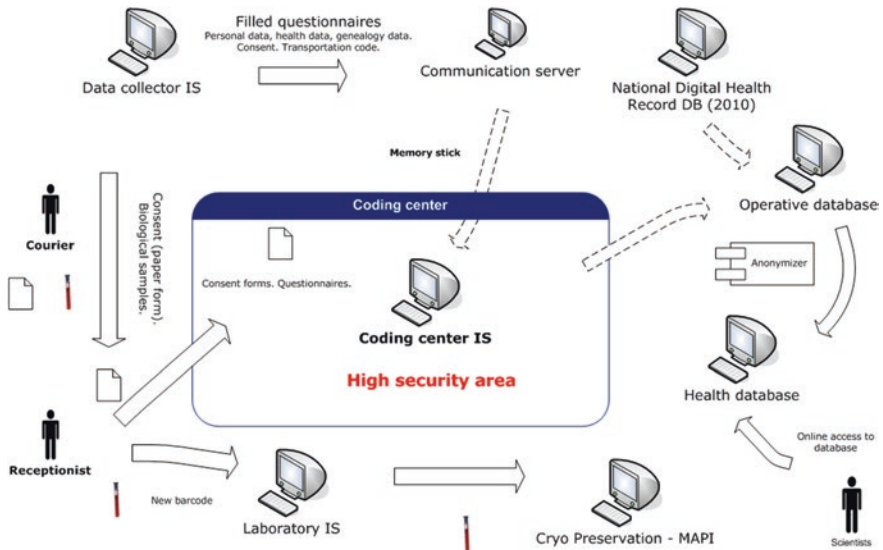 Filled questionnaires
Personal data, health data, genealogy data.
Consent. Transportation code.
Data collector IS
Communication server
National Digital Health
Record DB (2010)
Memory stick
Operative database
Consent (paper form).
Biological samples.
Courier
Coding center
Consent forms. Questionnaires.
Coding center IS
High security area
Anonymizer
Health database
Online access to
database
Receptionist
New barcode
Laboratory IS
Cryo Preservation - MAPI
Scientists